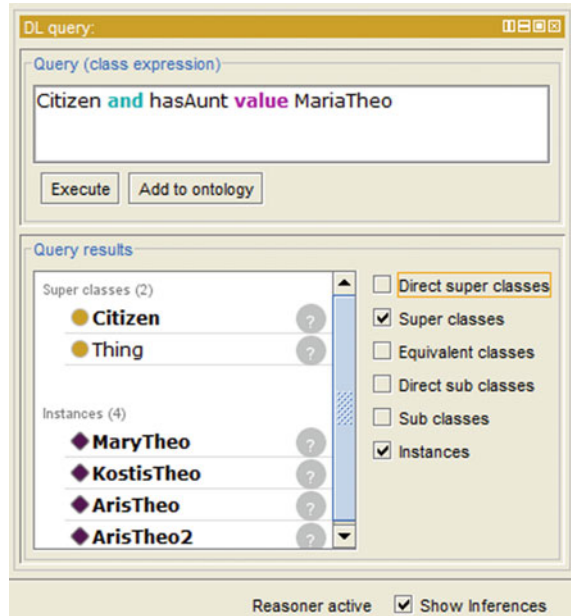 DL query:
Query (class expression)
Citizen and hasAunt value MariaTheo
Execute Add to ontology
Query results
Super classes (2)
Citizen ?
Thing ?
Instances (4)
MaryTheo ?
KostisTheo ?
ArisTheo ?
ArisTheo2 ?
Direct super classes
Super classes
Equivalent classes
Direct sub classes
Sub classes
Instances
Reasoner active Show Inferences